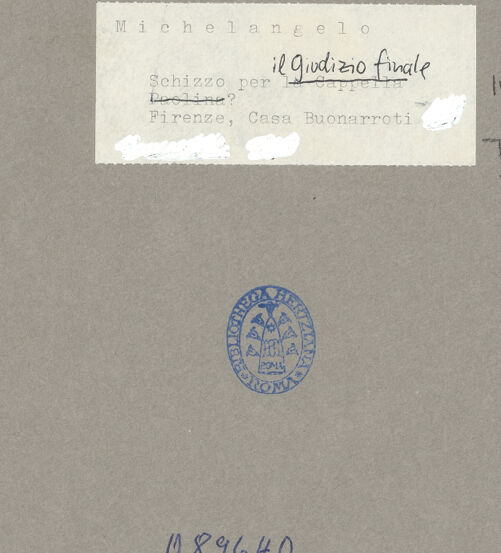 Michelangelo
il giudizio finale
Schizzo per la Cappella
Paolina?
Firenze, Casa Buonarroti
BIBLIOTHECA HERTZIANA
ROMA